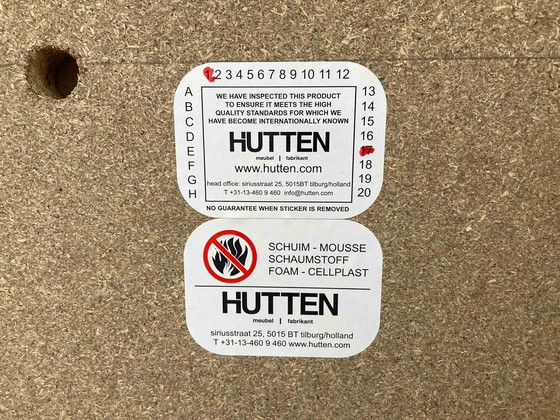 1 2 3 4 5 6 7 8 9 10 11 12
A
B
C
D
E
F
G
H
WE HAVE INSPECTED THIS PRODUCT
TO ENSURE IT MEETS THE HIGH
QUALITY STANDARDS FOR WHICH WE
HAVE BECOME INTERNATIONALLY KNOWN
HUTTEN
meubel | fabrikant
www.hutten.com
head office: siriusstraat 25, 5015BT tilburg/holland
T +31-13-460 9 460 info@hutten.com
13
14
15
16
17
18
19
20
NO GUARANTEE WHEN STICKER IS REMOVED
SCHUIM - MOUSSE
SCHAUMSTOFF
FOAM - CELLPLAST
HUTTEN
meubel | fabrikant
siriusstraat 25, 5015 BT tilburg/holland
T +31-13-460 9 460 www.hutten.com